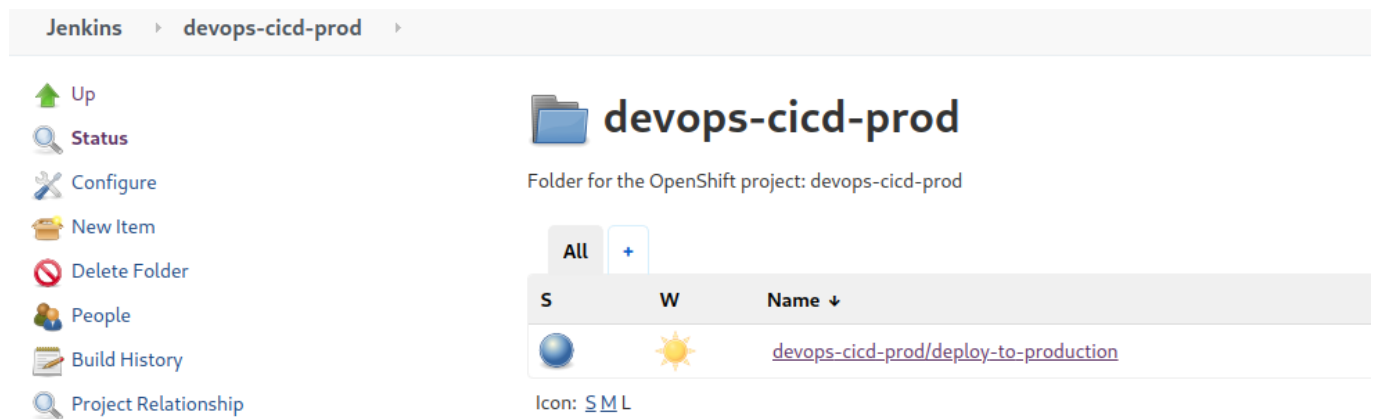 Jenkins devops-cicd-prod
Up
Status
Configure
New Item
Delete Folder
People
Build History
Project Relationship
devops-cicd-prod
Folder for the OpenShift project: devops-cicd-prod
All +
S W Name ↓
devops-cicd-prod/deploy-to-production
Icon: S M L